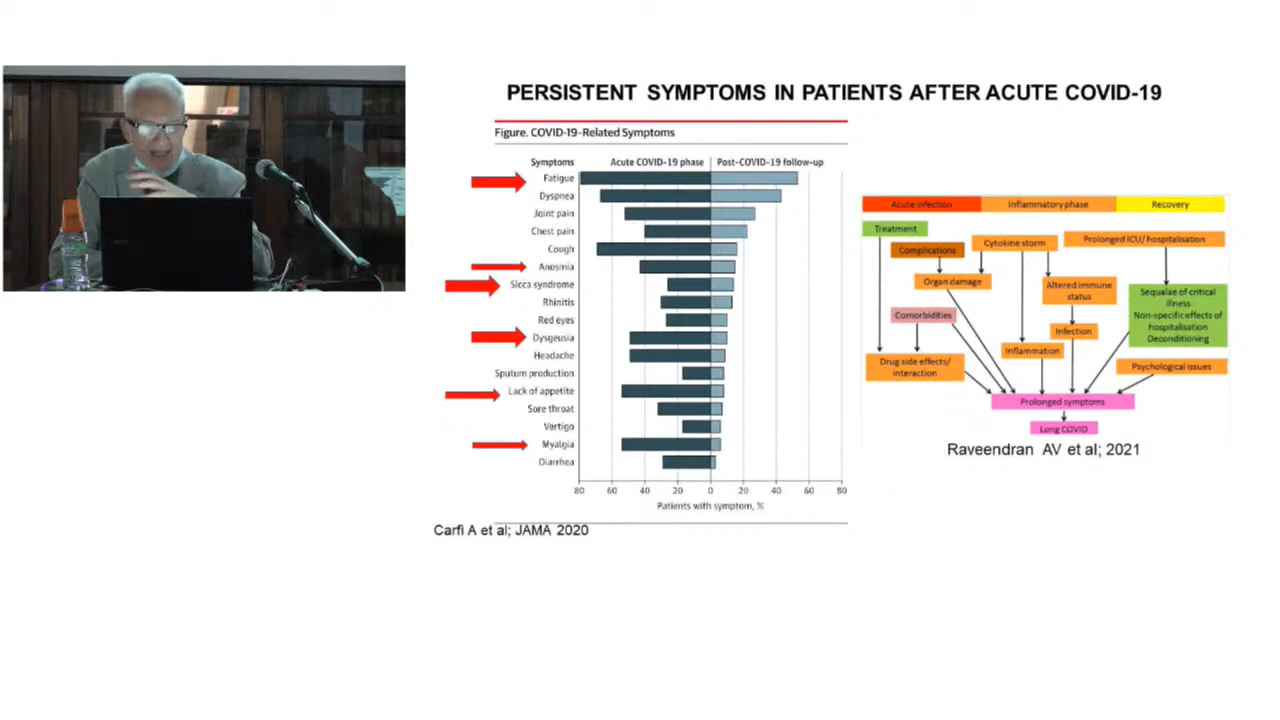 PERSISTENT SYMPTOMS IN PATIENTS AFTER ACUTE COVID-19
Figure. COVID-19-Related Symptoms
Symptoms Acute COVID-19 phase Post-COVID-19 follow-up
Fatigue
Dyspnea
Joint pain
Chest pain
Cough
Anosmia
Sicca syndrome
Rhinitis
Red eyes
Dysgeusia
Headache
Sputum production
Lack of appetite
Sore throat
Vertigo
Myalgia
Diarrhea
80 60 40 20 0 20 40 60 80
Patients with symptom, %
Carfì A et al; JAMA 2020
Acute infection Inflammatory phase Recovery
Treatment
Complications
Cytokine storm
Prolonged ICU/ hospitalisation
Organ damage
Altered immune
status
Sequalae of critical
illness
Non-specific effects of
hospitalisation
Deconditioning
Comorbidities
Infection
Inflammation
Drug side effects/
interaction
Psychological issues
Prolonged symptoms
Long COVID
Raveendran AV et al; 2021